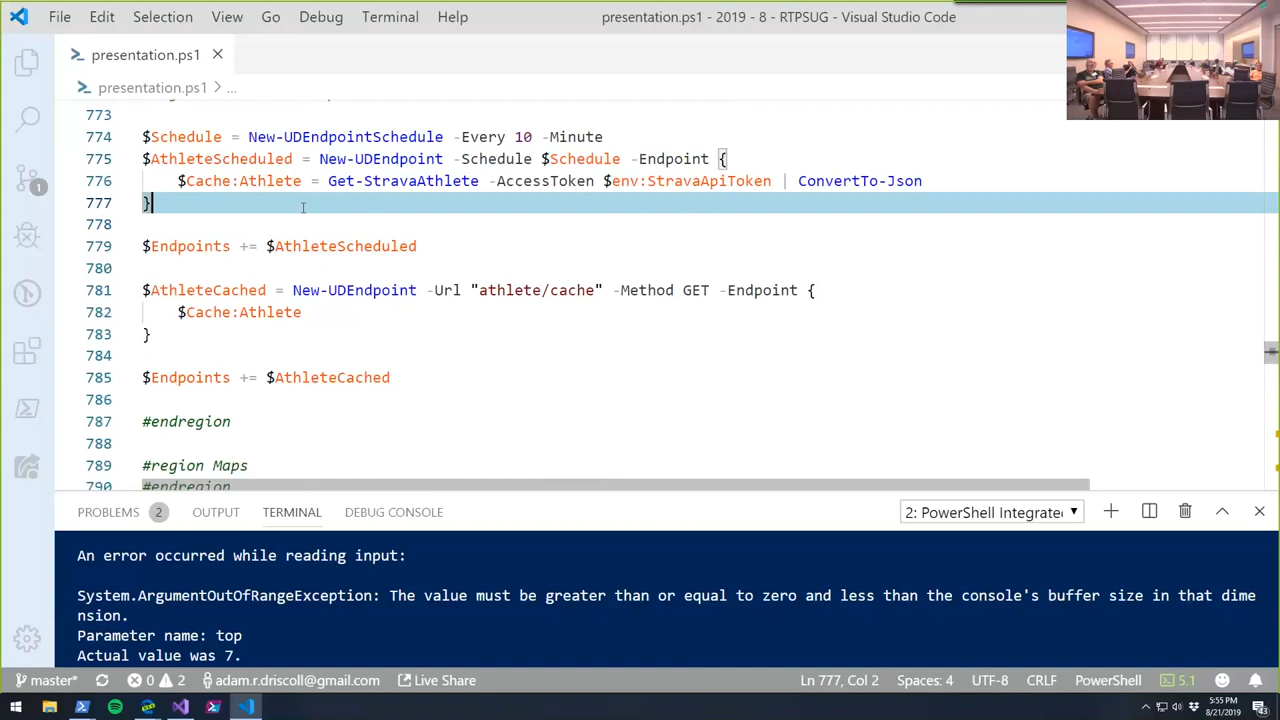 File Edit Selection View Go Debug Terminal Help
presentation.ps1 - 2019 - 8 - RTPSUG - Visual Studio Code
presentation.ps1
presentation.ps1 > ...
773
774 $Schedule = New-UDEndpointSchedule -Every 10 -Minute
775 $AthleteScheduled = New-UDEndpoint -Schedule $Schedule -Endpoint {
776 $Cache:Athlete = Get-StravaAthlete -AccessToken $env:StravaApiToken | ConvertTo-Json
777 }
778
779 $Endpoints += $AthleteScheduled
780
781 $AthleteCached = New-UDEndpoint -Url "athlete/cache" -Method GET -Endpoint {
782 $Cache:Athlete
783 }
784
785 $Endpoints += $AthleteCached
786
787 #endregion
788
789 #region Maps
790 #endregion
1
PROBLEMS 2 OUTPUT TERMINAL DEBUG CONSOLE
2: PowerShell Integrated
An error occurred while reading input:
System.ArgumentOutOfRangeException: The value must be greater than or equal to zero and less than the console's buffer size in that dime
nsion.
Parameter name: top
Actual value was 7.
master* 0 2 adam.r.driscoll@gmail.com Live Share Ln 777, Col 2 Spaces: 4 UTF-8 CRLF PowerShell 5.1
5:55 PM
8/21/2019
43